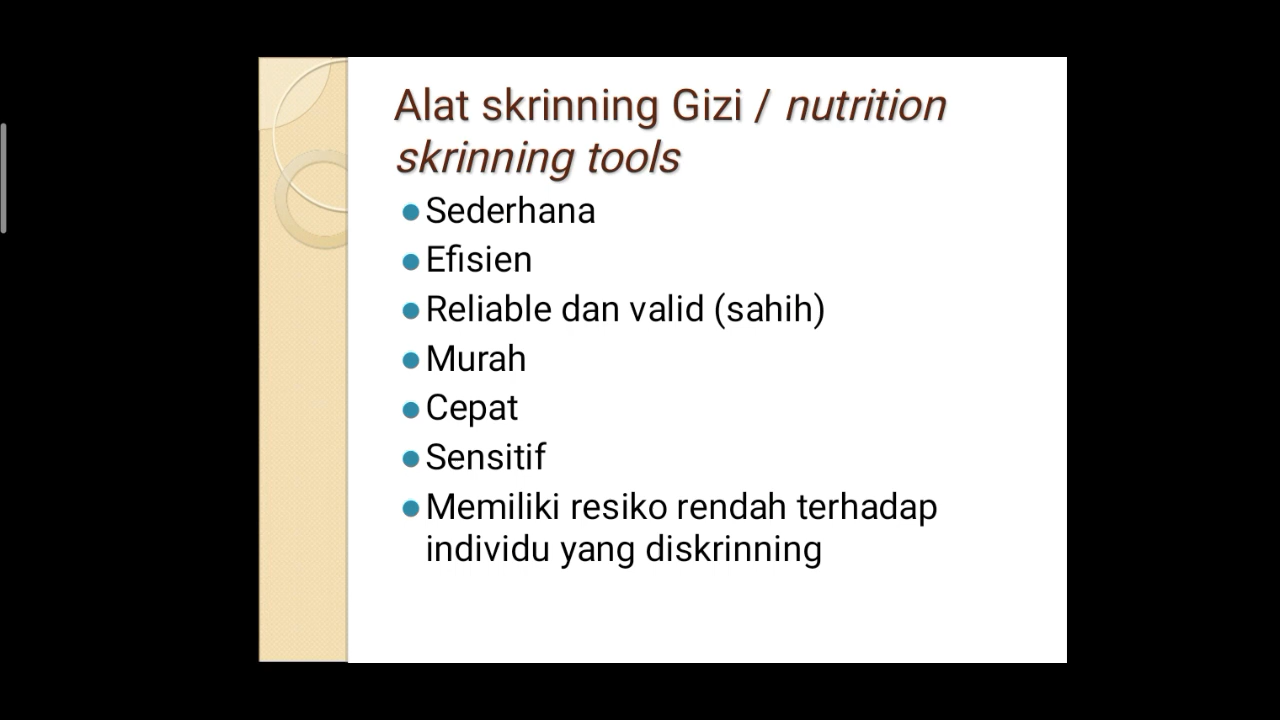 Alat skrinning Gizi / nutrition
skrinning tools
Sederhana
Efisien
Reliable dan valid (sahih)
Murah
Cepat
Sensitif
Memiliki resiko rendah terhadap
individu yang diskrinning